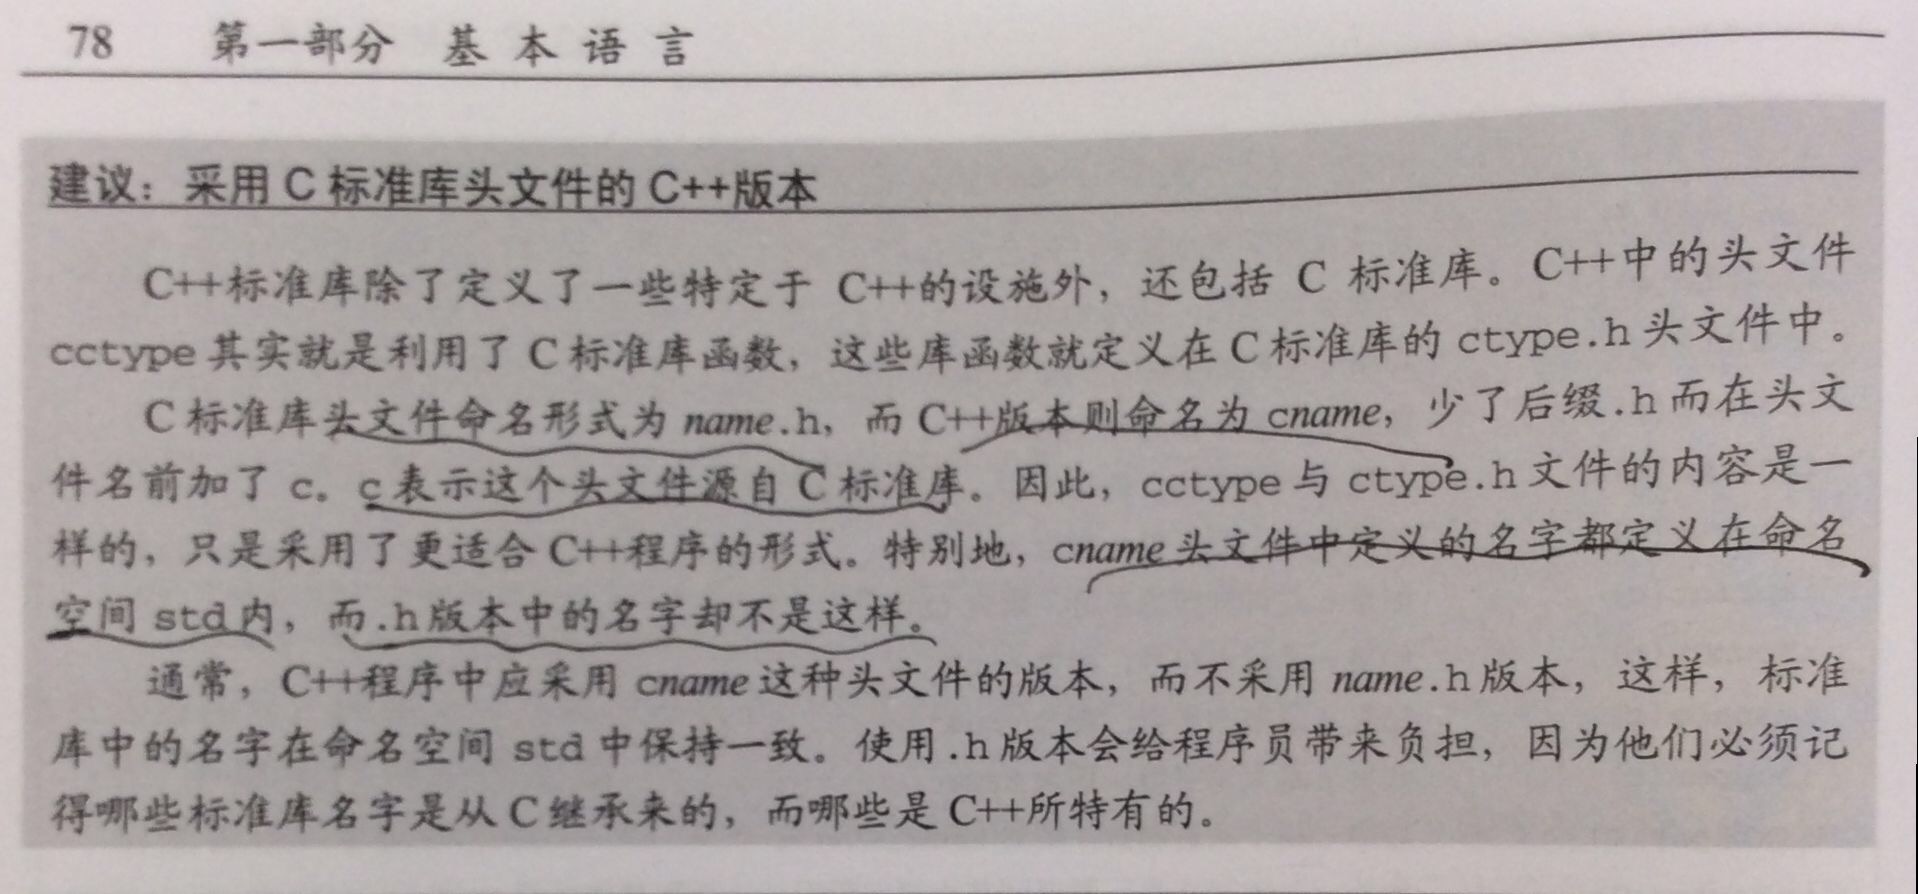 78 第一部分 基本语言
建议：采用 C 标准库头文件的 C++版本
C++标准库除了定义了一些特定于 C++的设施外，还包括 C 标准库。C++中的头文件
cctype 其实就是利用了 C 标准库函数，这些库函数就定义在 C 标准库的 ctype.h 头文件中。
C 标准库头文件命名形式为 name.h，而 C++版本则命名为 cname，少了后缀.h 而在头文
件名前加了 c。c 表示这个头文件源自 C 标准库。因此，cctype 与 ctype.h 文件的内容是一
样的，只是采用了更适合 C++程序的形式。特别地，cname 头文件中定义的名字都定义在命名
空间 std 内，而.h 版本中的名字却不是这样。
通常，C++程序中应采用 cname 这种头文件的版本，而不采用 name.h 版本，这样，标准
库中的名字在命名空间 std 中保持一致。使用.h 版本会给程序员带来负担，因为他们必须记
得哪些标准库名字是从 C 继承来的，而哪些是 C++所特有的。